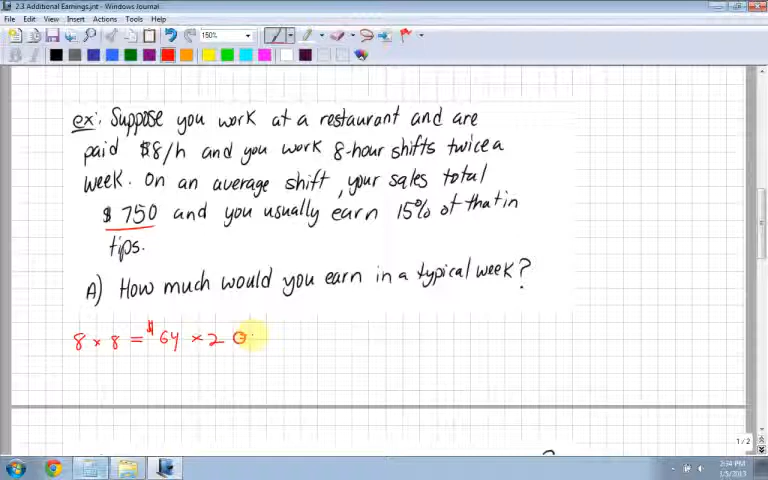 2.3 Additional Earnings.jnt - Windows Journal
File Edit View Insert Actions Tools Help
150%
ex: Suppose you work at a restaurant and are
paid $8/h and you work 8-hour shifts twice a
week. On an average shift, your sales total
$750 and you usually earn 15% of that in
tips.
A) How much would you earn in a typical week?
8 × 8 = $64 × 2
1/2
2:34 PM
1/5/2013